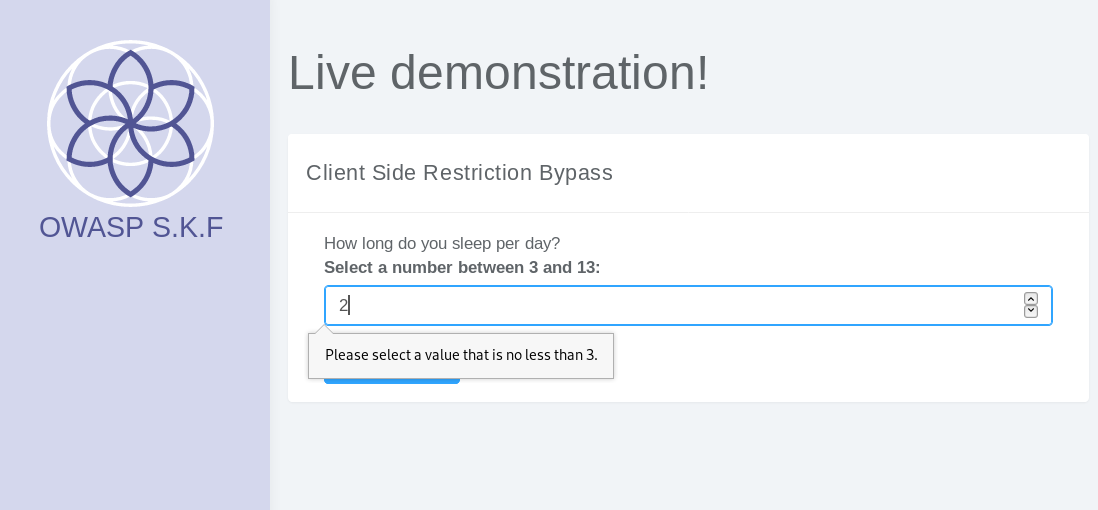 OWASP S.K.F
Live demonstration!
Client Side Restriction Bypass
How long do you sleep per day?
Select a number between 3 and 13:
2
Please select a value that is no less than 3.